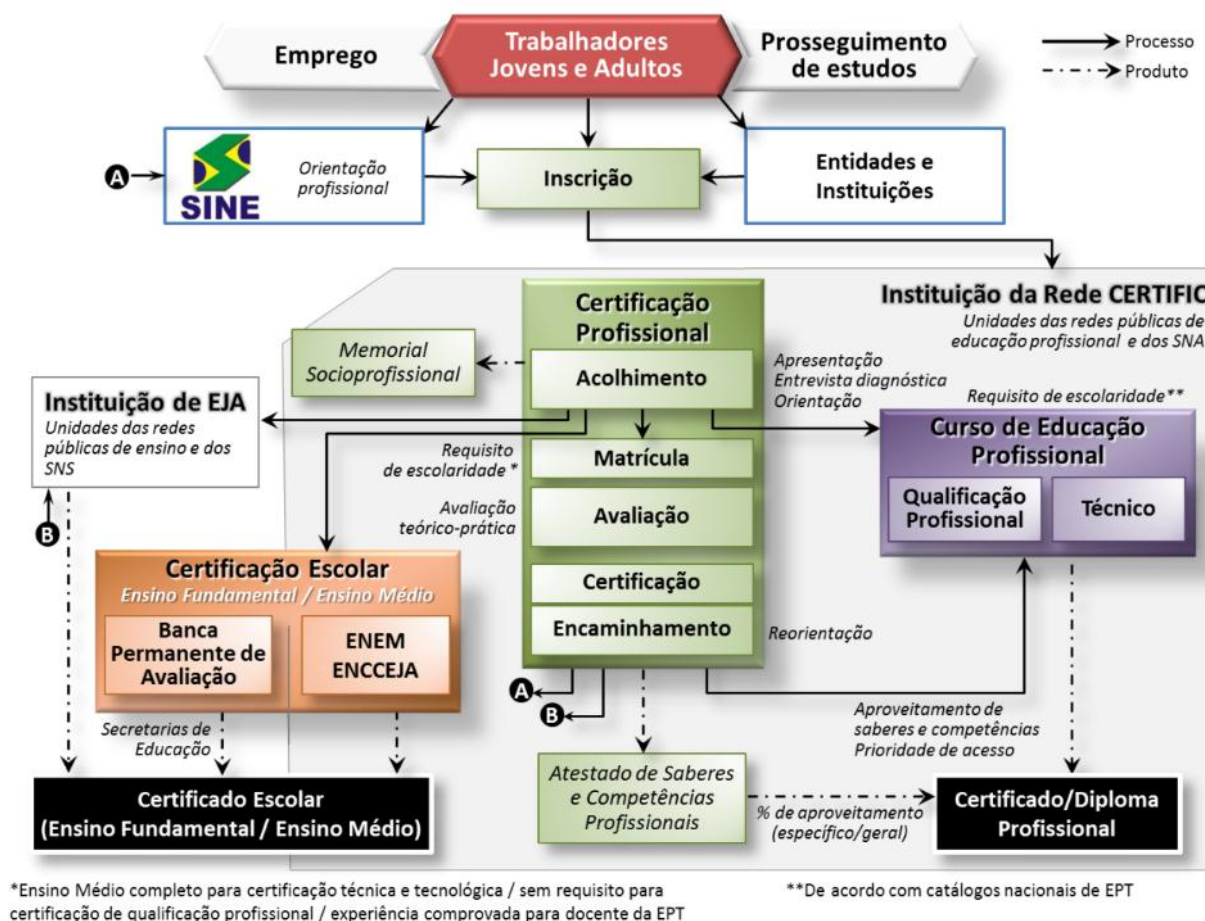 Emprego
Trabalhadores
Jovens e Adultos
Prosseguimento
de estudos
Processo
Produto
A
SINE
Orientação
profissional
Inscrição
Entidades e
Instituições
Instituição da Rede CERTIFIC
Unidades das redes públicas de
educação profissional e dos SNA
Certificação
Profissional
Memorial
Socioprofissional
Acolhimento
Apresentação
Entrevista diagnóstica
Orientação
Instituição de EJA
Unidades das redes
públicas de ensino e dos
SNS
B
Requisito
de escolaridade *
Matrícula
Avaliação
teórico-prática
Avaliação
Requisito de escolaridade**
Curso de Educação
Profissional
Qualificação
Profissional
Técnico
Certificação Escolar
Ensino Fundamental / Ensino Médio
Banca
Permanente de
Avaliação
ENEM
ENCCEJA
Certificação
Encaminhamento
Reorientação
A
B
Secretarias de
Educação
Aproveitamento de
saberes e competências
Prioridade de acesso
Certificado Escolar
(Ensino Fundamental / Ensino Médio)
Atestado de Saberes
e Competências
Profissionais
% de aproveitamento
(específico/geral)
Certificado/Diploma
Profissional
*Ensino Médio completo para certificação técnica e tecnológica / sem requisito para
certificação de qualificação profissional / experiência comprovada para docente da EPT
**De acordo com catálogos nacionais de EPT